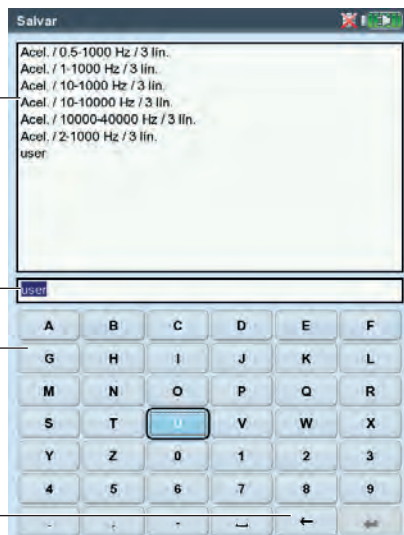 Salvar
Acel. / 0.5-1000 Hz / 3 lín.
Acel. / 1-1000 Hz / 3 lín.
Acel. / 10-1000 Hz / 3 lín.
Acel. / 10-10000 Hz / 3 lín.
Acel. / 10000-40000 Hz / 3 lín.
Acel. / 2-1000 Hz / 3 lín.
user
user
A B C D E F
G H I J K L
M N O P Q R
S T U V W X
Y Z 0 1 2 3
4 5 6 7 8 9